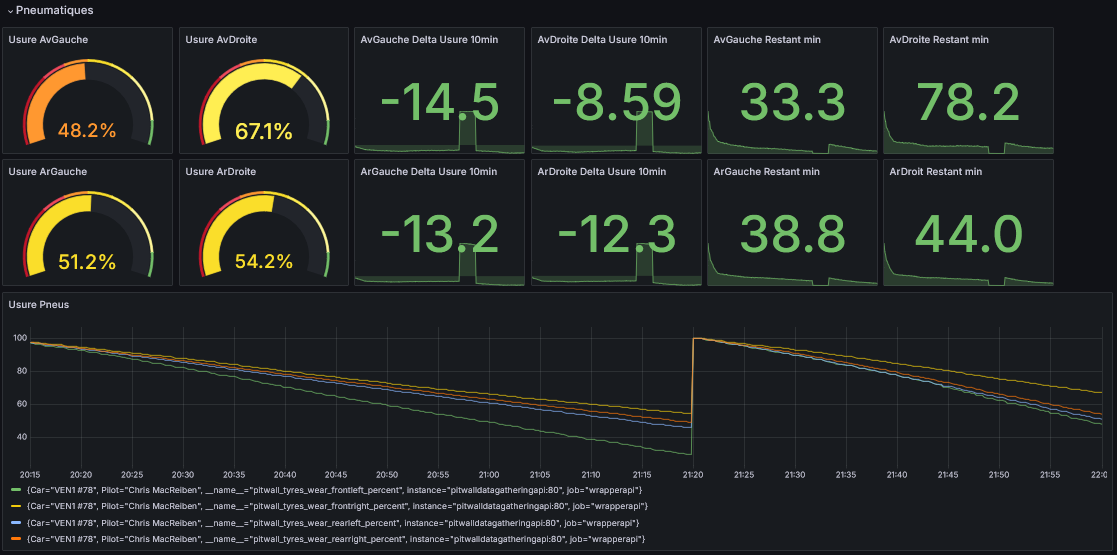 Pneumatiques
Usure AvGauche
Usure AvDroite
AvGauche Delta Usure 10min
AvDroite Delta Usure 10min
AvGauche Restant min
AvDroite Restant min
48.2%
67.1%
-14.5
-8.59
33.3
78.2
Usure ArGauche
Usure ArDroite
ArGauche Delta Usure 10min
ArDroite Delta Usure 10min
ArGauche Restant min
ArDroit Restant min
51.2%
54.2%
-13.2
-12.3
38.8
44.0
Usure Pneus
100
80
60
40
20:15 20:20 20:25 20:30 20:35 20:40 20:45 20:50 20:55 21:00 21:05 21:10 21:15 21:20 21:25 21:30 21:35 21:40 21:45 21:50 21:55 22:0
{Car="VEN1 #78", Pilot="Chris MacReiben", __name__="pitwall_tyres_wear_frontleft_percent", instance="pitwalldatagatheringapi:80", job="wrapperapi"}
{Car="VEN1 #78", Pilot="Chris MacReiben", __name__="pitwall_tyres_wear_frontright_percent", instance="pitwalldatagatheringapi:80", job="wrapperapi"}
{Car="VEN1 #78", Pilot="Chris MacReiben", __name__="pitwall_tyres_wear_rearleft_percent", instance="pitwalldatagatheringapi:80", job="wrapperapi"}
{Car="VEN1 #78", Pilot="Chris MacReiben", __name__="pitwall_tyres_wear_rearright_percent", instance="pitwalldatagatheringapi:80", job="wrapperapi"}